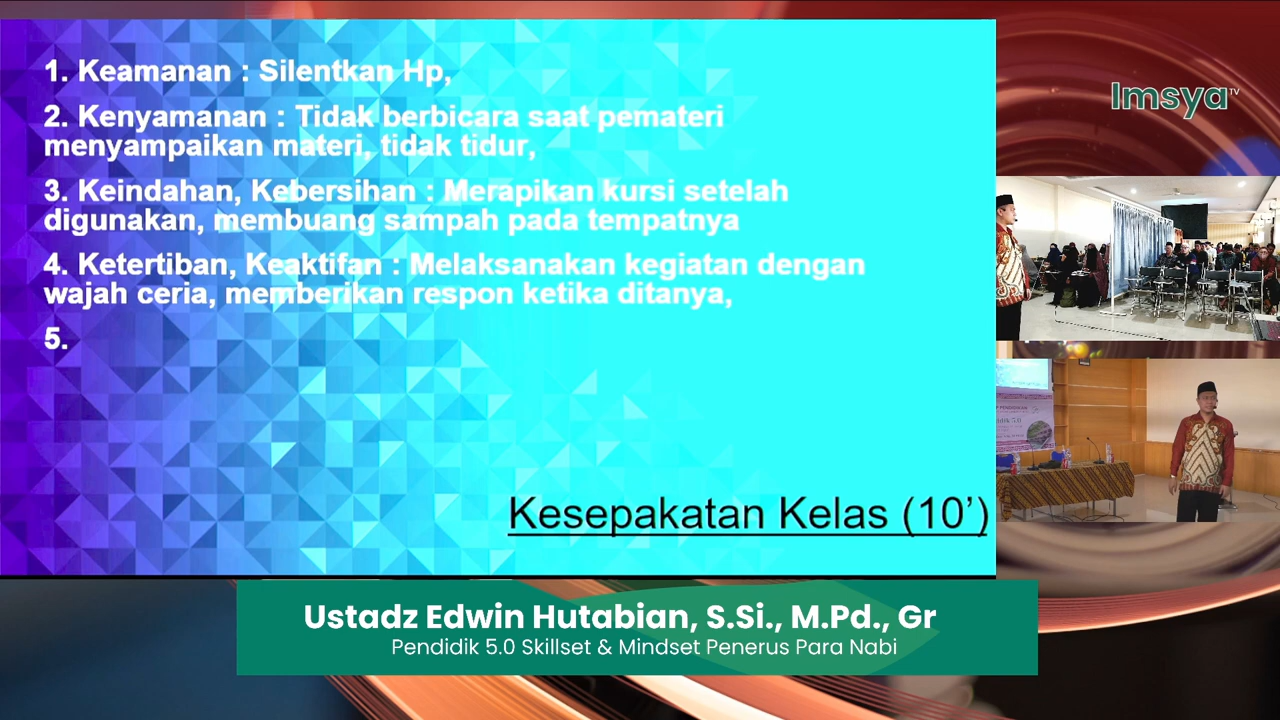 1. Keamanan : Silentkan Hp,
2. Kenyamanan : Tidak berbicara saat pemateri
menyampaikan materi, tidak tidur,
3. Keindahan, Kebersihan : Merapikan kursi setelah
digunakan, membuang sampah pada tempatnya
4. Ketertiban, Keaktifan : Melaksanakan kegiatan dengan
wajah ceria, memberikan respon ketika ditanya,
5.
Kesepakatan Kelas (10’)
Imsya TV
Ustadz Edwin Hutabian, S.Si., M.Pd., Gr
Pendidik 5.0 Skillset & Mindset Penerus Para Nabi